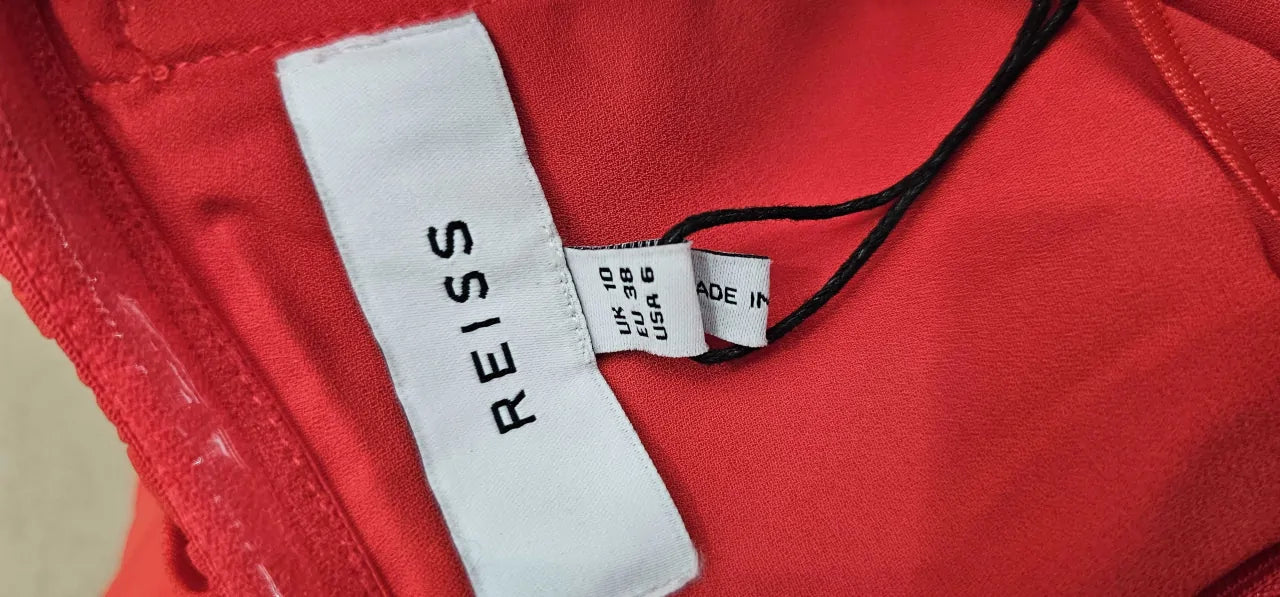 REISS
UK 10
EU 38
USA 6
ADE IN